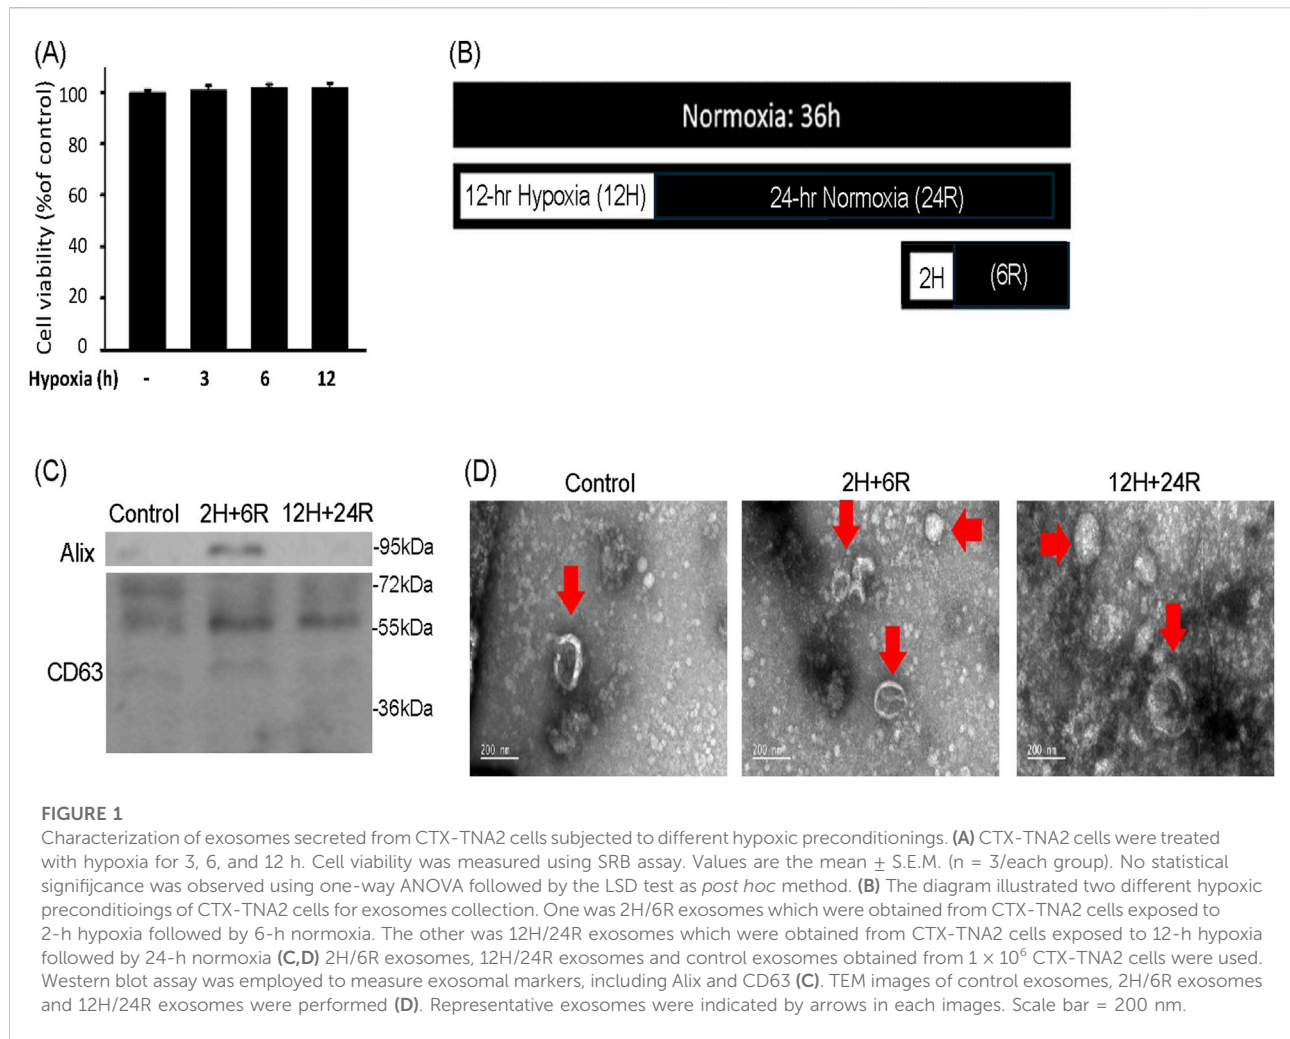 (A)
Cell viability (%of control)
100
80
60
40
20
0
Hypoxia (h) - 3 6 12
(B)
Normoxia: 36h
12-hr Hypoxia (12H) 24-hr Normoxia (24R)
2H (6R)
(C)
Control 2H+6R 12H+24R
Alix -95kDa
-72kDa
-55kDa
CD63
-36kDa
(D)
Control 2H+6R 12H+24R
200 nm 200 nm 200 nm
FIGURE 1
Characterization of exosomes secreted from CTX-TNA2 cells subjected to different hypoxic preconditionings. (A) CTX-TNA2 cells were treated
with hypoxia for 3, 6, and 12 h. Cell viability was measured using SRB assay. Values are the mean ± S.E.M. (n = 3/each group). No statistical
signifijcance was observed using one-way ANOVA followed by the LSD test as post hoc method. (B) The diagram illustrated two different hypoxic
preconditioings of CTX-TNA2 cells for exosomes collection. One was 2H/6R exosomes which were obtained from CTX-TNA2 cells exposed to
2-h hypoxia followed by 6-h normoxia. The other was 12H/24R exosomes which were obtained from CTX-TNA2 cells exposed to 12-h hypoxia
followed by 24-h normoxia (C,D) 2H/6R exosomes, 12H/24R exosomes and control exosomes obtained from 1 × 10⁶ CTX-TNA2 cells were used.
Western blot assay was employed to measure exosomal markers, including Alix and CD63 (C). TEM images of control exosomes, 2H/6R exosomes
and 12H/24R exosomes were performed (D). Representative exosomes were indicated by arrows in each images. Scale bar = 200 nm.